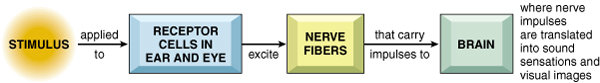 STIMULUS
applied
to
RECEPTOR
CELLS IN
EAR AND EYE
excite
NERVE
FIBERS
that carry
impulses to
BRAIN
where nerve
impulses
are translated
into sound
sensations and
visual images